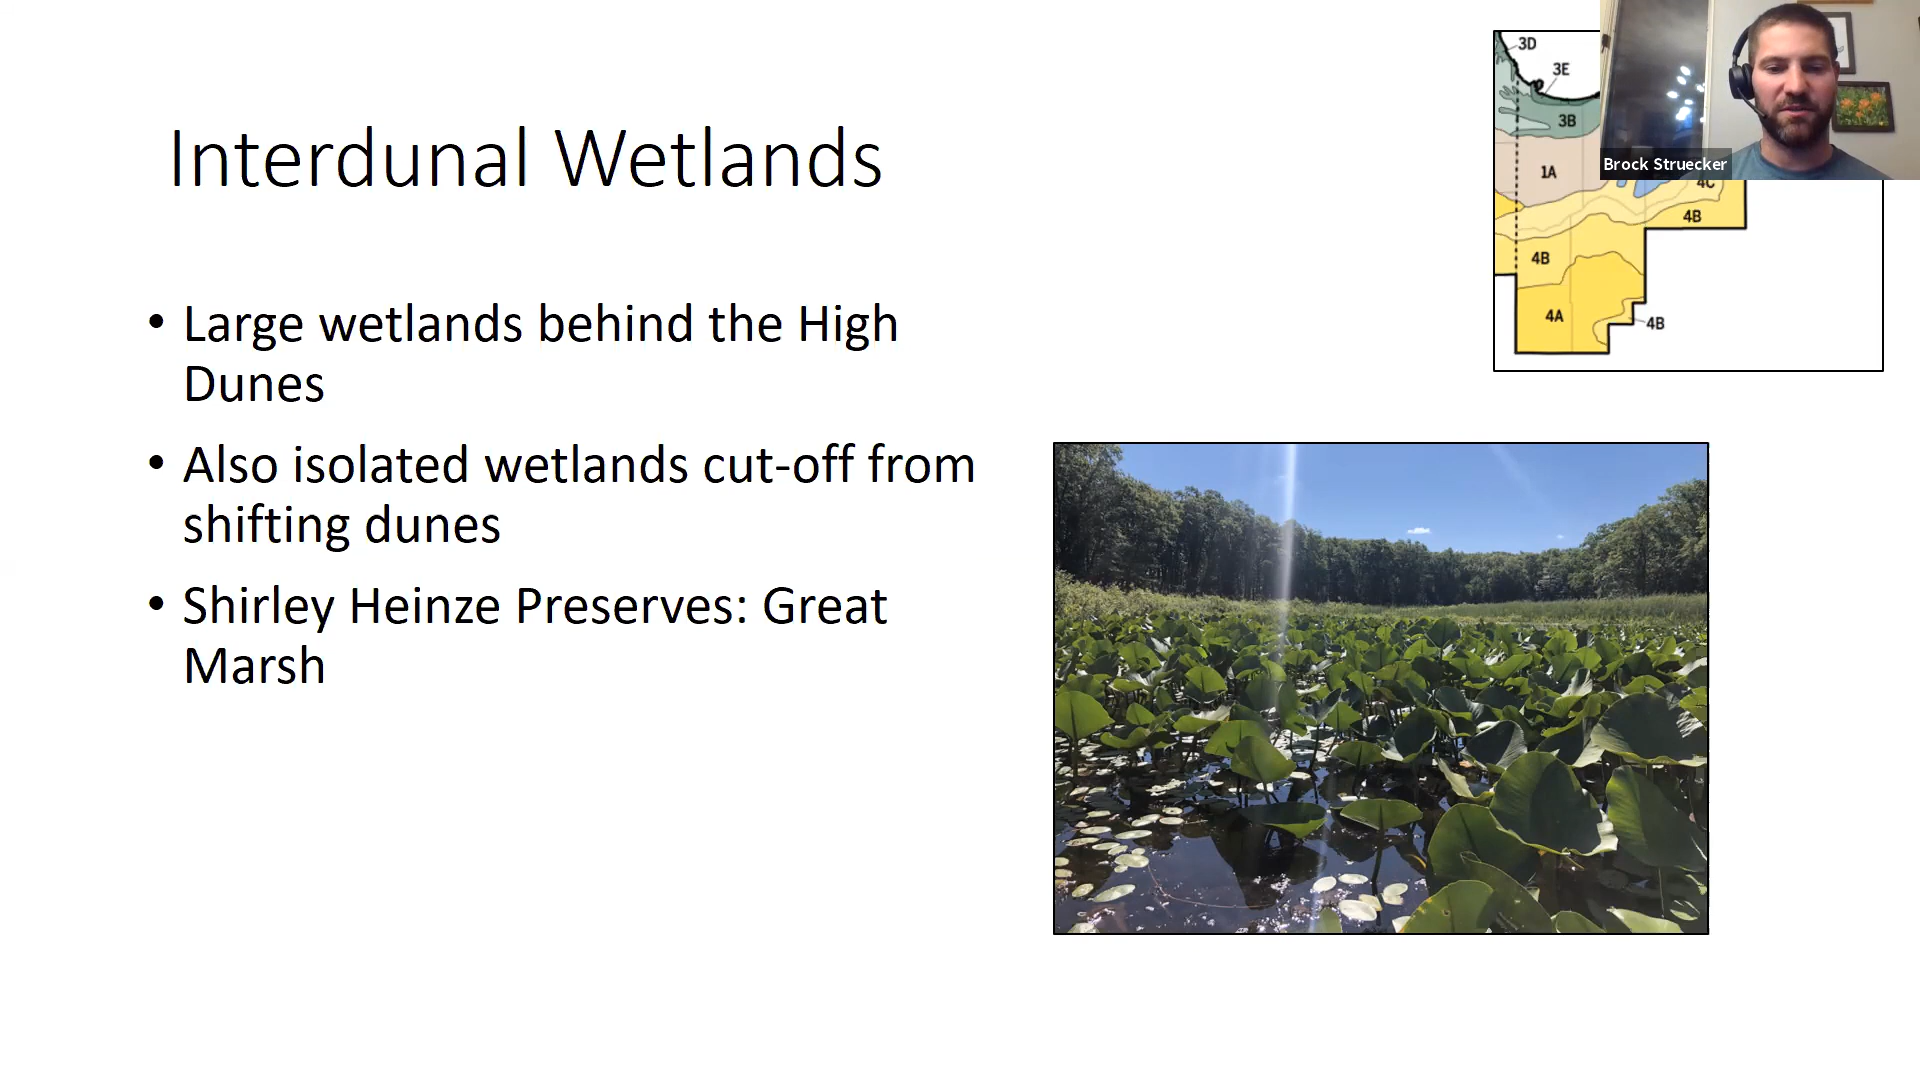 Interdunal Wetlands
• Large wetlands behind the High
Dunes
• Also isolated wetlands cut-off from
shifting dunes
• Shirley Heinze Preserves: Great
Marsh
3D
3E
3B
1A
4C
4B
4B
4A
4B
Brock Struecker